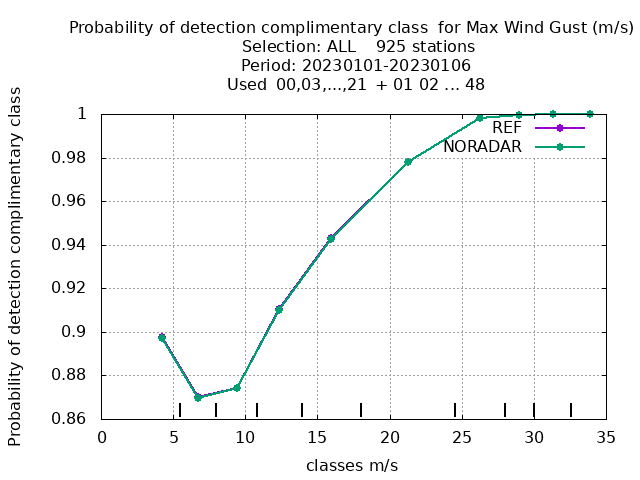 Probability of detection complimentary class  for Max Wind Gust (m/s)
Selection: ALL    925 stations
Period: 20230101-20230106
Used  00,03,...,21  + 01 02 ... 48
Probability of detection complimentary class
1
0.98
0.96
0.94
0.92
0.9
0.88
0.86
REF
NORADAR
0 5 10 15 20 25 30 35
classes m/s